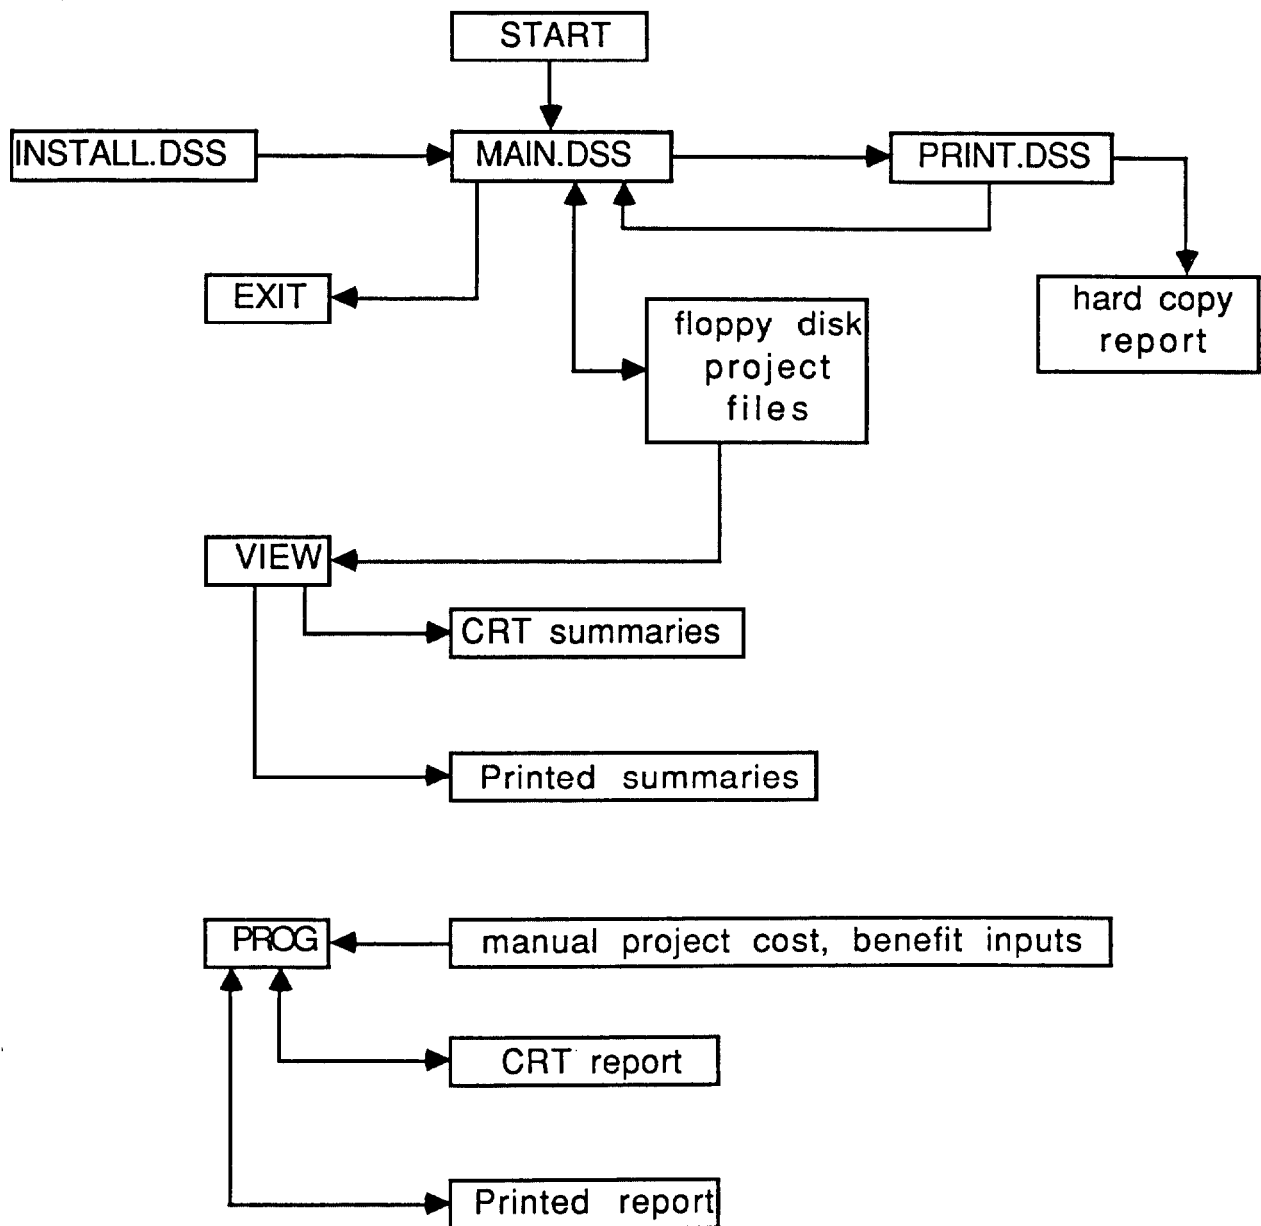 START
INSTALL.DSS
MAIN.DSS
PRINT.DSS
EXIT
floppy disk
project
files
hard copy
report
VIEW
CRT summaries
Printed summaries
PROG
manual project cost, benefit inputs
CRT report
Printed report